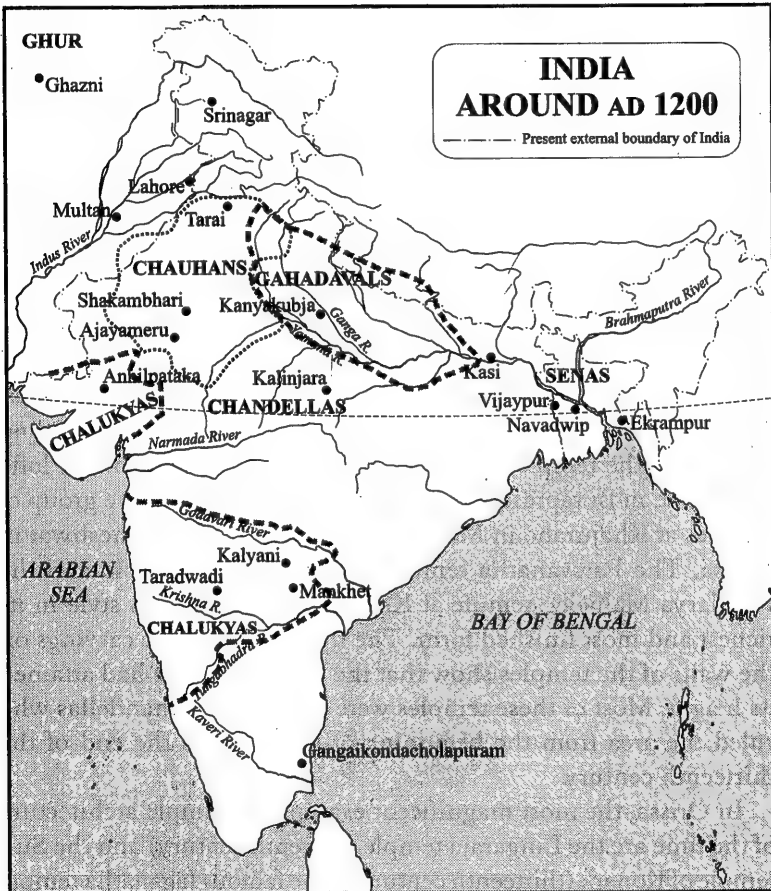 GHUR
Ghazni
INDIA
AROUND AD 1200
Present external boundary of India
Srinagar
Lahore
Multan
Tarai
Indus River
CHAUHANS
GAHADAVALS
Shakambhari
Kanyakubja
Ganga R.
Brahmaputra River
Ajayameru
Yamuna R.
Anhilpataka
Kasi
SENAS
Kalinjara
CHALUKYAS
CHANDELLAS
Vijaypur
Navadwip
Ekrampur
Narmada River
Godavari River
ARABIAN
SEA
Kalyani
Taradwadi
Mankhet
Krishna R.
BAY OF BENGAL
CHALUKYAS
Tungabhadra R.
Kaveri River
Gangaikondacholapuram